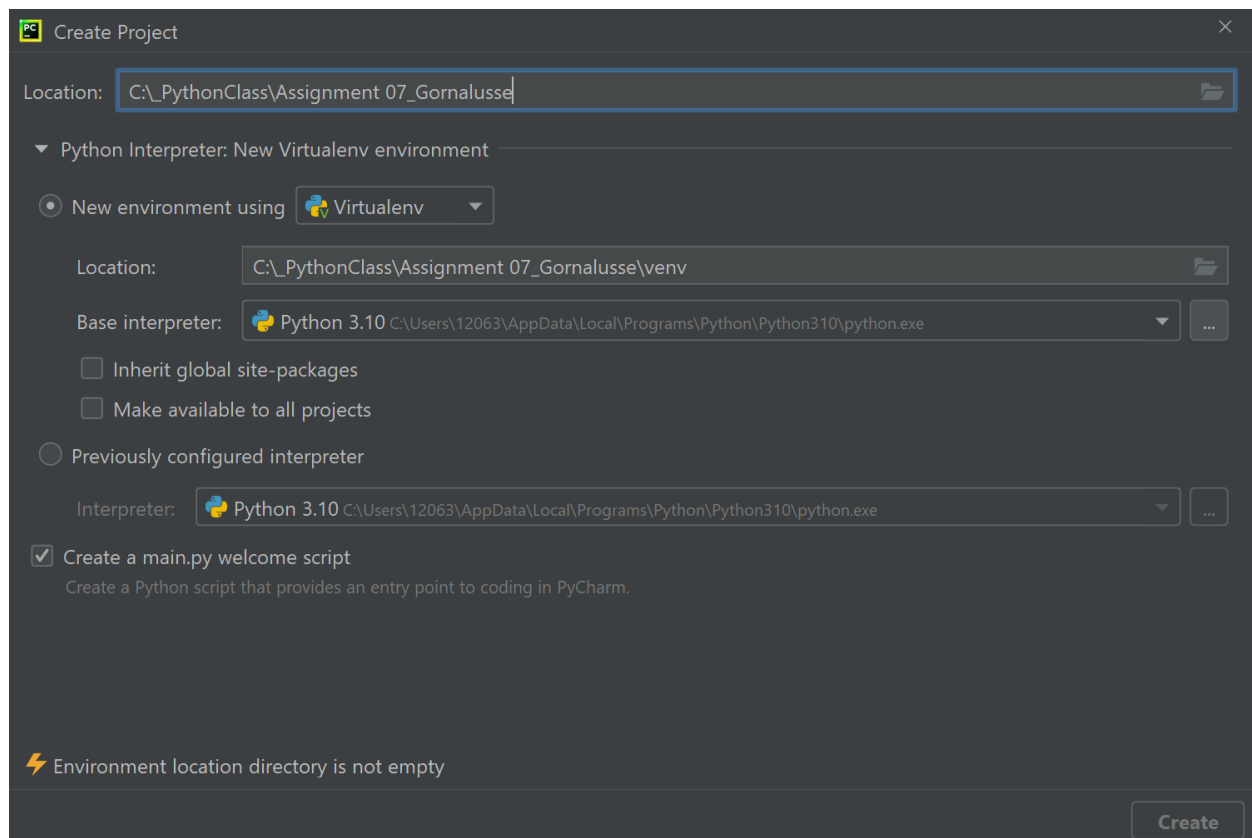 PC
Create Project
Location: C:\_PythonClass\Assignment 07_Gornalusse
Python Interpreter: New Virtualenv environment
New environment using Virtualenv
Location: C:\_PythonClass\Assignment 07_Gornalusse\venv
Base interpreter: Python 3.10 C:\Users\12063\AppData\Local\Programs\Python\Python310\python.exe ...
Inherit global site-packages
Make available to all projects
Previously configured interpreter
Interpreter: Python 3.10 C:\Users\12063\AppData\Local\Programs\Python\Python310\python.exe ...
Create a main.py welcome script
Create a Python script that provides an entry point to coding in PyCharm.
Environment location directory is not empty
Create